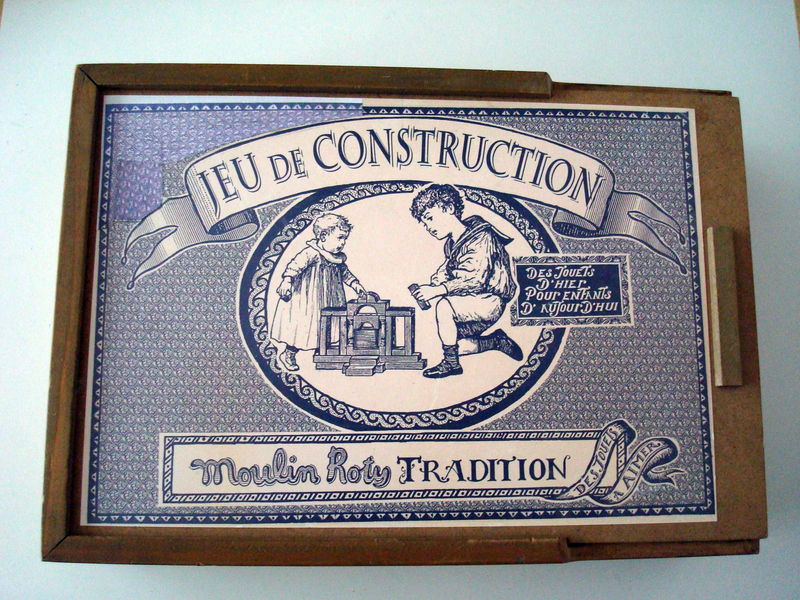 JEU DE CONSTRUCTION
DES JOUETS
D'HIER
POUR ENFANTS
D'AUJOURD'HUI
Moulin Roty TRADITION
DES JOUETS
A AIMER